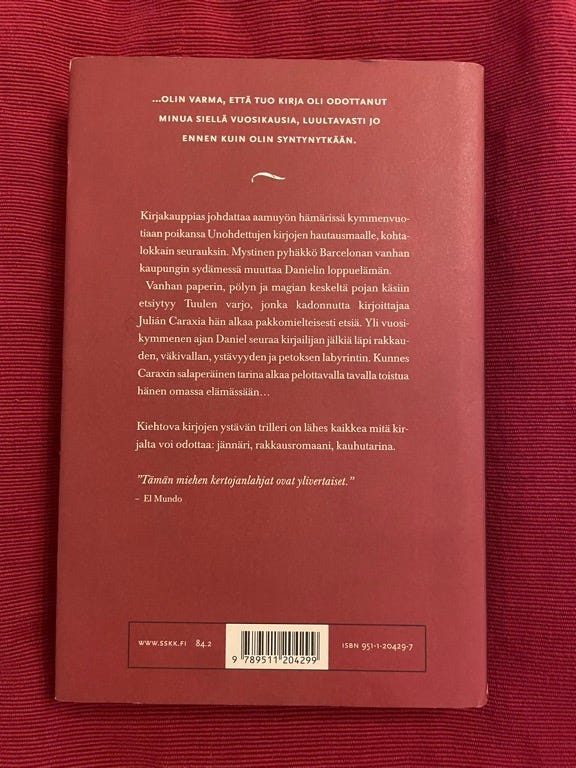 ...OLIN VARMA, ETTÄ TUO KIRJA OLI ODOTTANUT
MINUA SIELLÄ VUOSIKAUSIA, LUULTAVASTI JO
ENNEN KUIN OLIN SYNTYNYTKÄÄN.
Kirjakauppias johdattaa aamuyön hämärissä kymmenvuo-
tiaan poikansa Unohdettujen kirjojen hautausmaalle, kohta-
lokkain seurauksin. Mystinen pyhäkkö Barcelonan vanhan
kaupungin sydämessä muuttaa Danielin loppuelämän.
Vanhan paperin, pölyn ja magian keskeltä pojan käsiin
etsiytyy Tuulen varjo, jonka kadonnutta kirjoittajaa
Julián Caraxia hän alkaa pakkomielteisesti etsiä. Yli vuosi-
kymmenen ajan Daniel seuraa kirjailijan jälkiä läpi rakkau-
den, väkivallan, ystävyyden ja petoksen labyrintin. Kunnes
Caraxin salaperäinen tarina alkaa pelottavalla tavalla toistua
hänen omassa elämässään...
Kiehtova kirjojen ystävän trilleri on lähes kaikkea mitä kir-
jalta voi odottaa: jännäri, rakkausromaani, kauhutarina.
"Tämän miehen kertojanlahjat ovat ylivertaiset."
– El Mundo
WWW.SSKK.FI 84.2 ISBN 951-1-20429-7
9 789511 204299